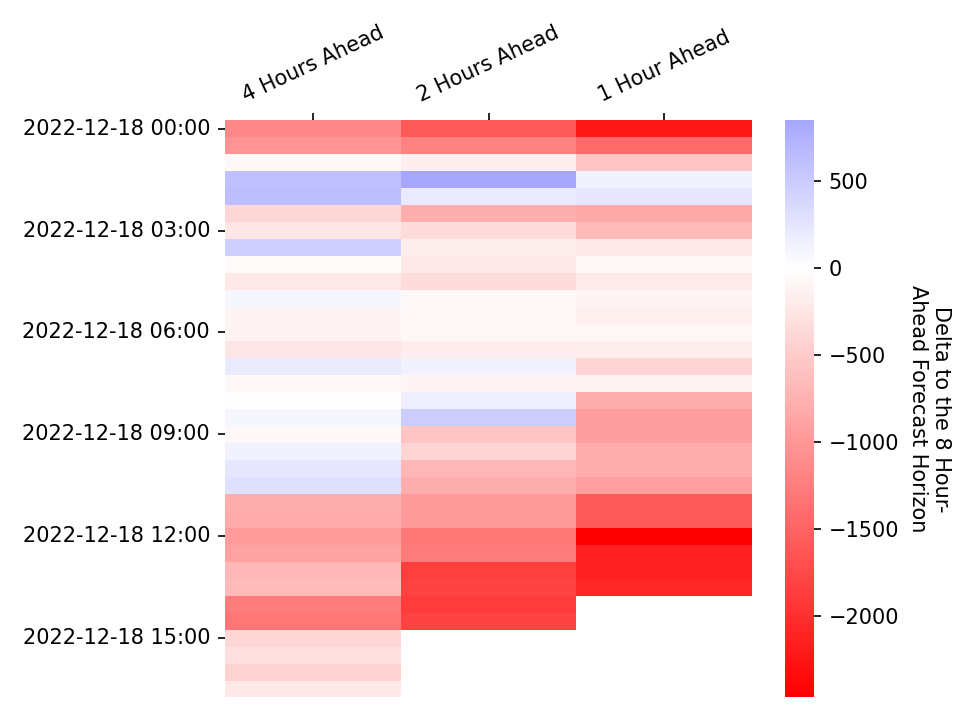 4 Hours Ahead
2 Hours Ahead
1 Hour Ahead
2022-12-18 00:00
2022-12-18 03:00
2022-12-18 06:00
2022-12-18 09:00
2022-12-18 12:00
2022-12-18 15:00
500
0
−500
−1000
−1500
−2000
Delta to the 8 Hour-
Ahead Forecast Horizon